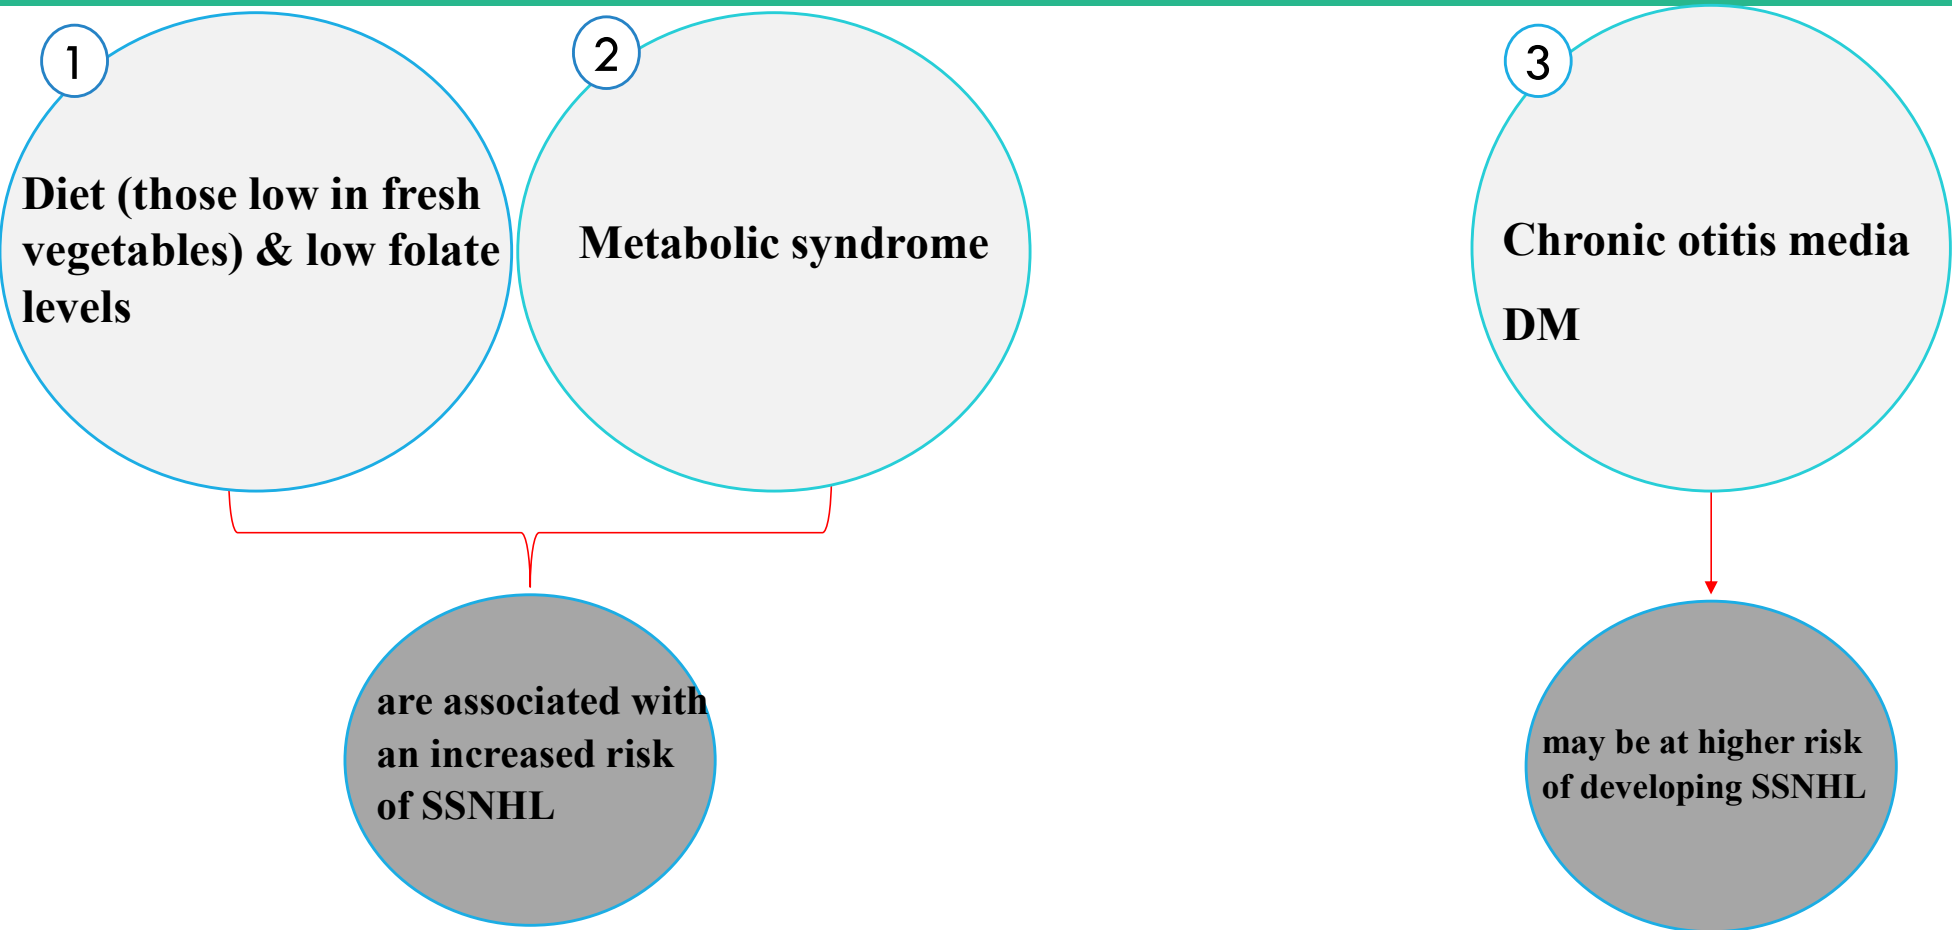 1
Diet (those low in fresh
vegetables) & low folate
levels
2
Metabolic syndrome
3
Chronic otitis media
DM
are associated with
an increased risk
of SSNHL
may be at higher risk
of developing SSNHL